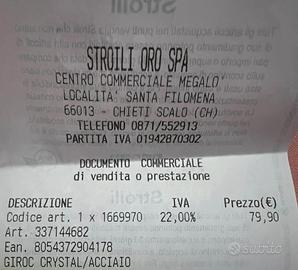 Stroili
STROILI ORO SPA
CENTRO COMMERCIALE MEGALO'
LOCALITA' SANTA FILOMENA
66013 - CHIETI SCALO (CH)
TELEFONO 0871/552913
PARTITA IVA 01942870302
DOCUMENTO COMMERCIALE
di vendita o prestazione
DESCRIZIONE IVA Prezzo(€)
Codice art. 1 x 1669970 22,00% 79,90
Art. 337144682
Ean. 8054372904178
GIROC CRYSTAL/ACCIAIO
subito